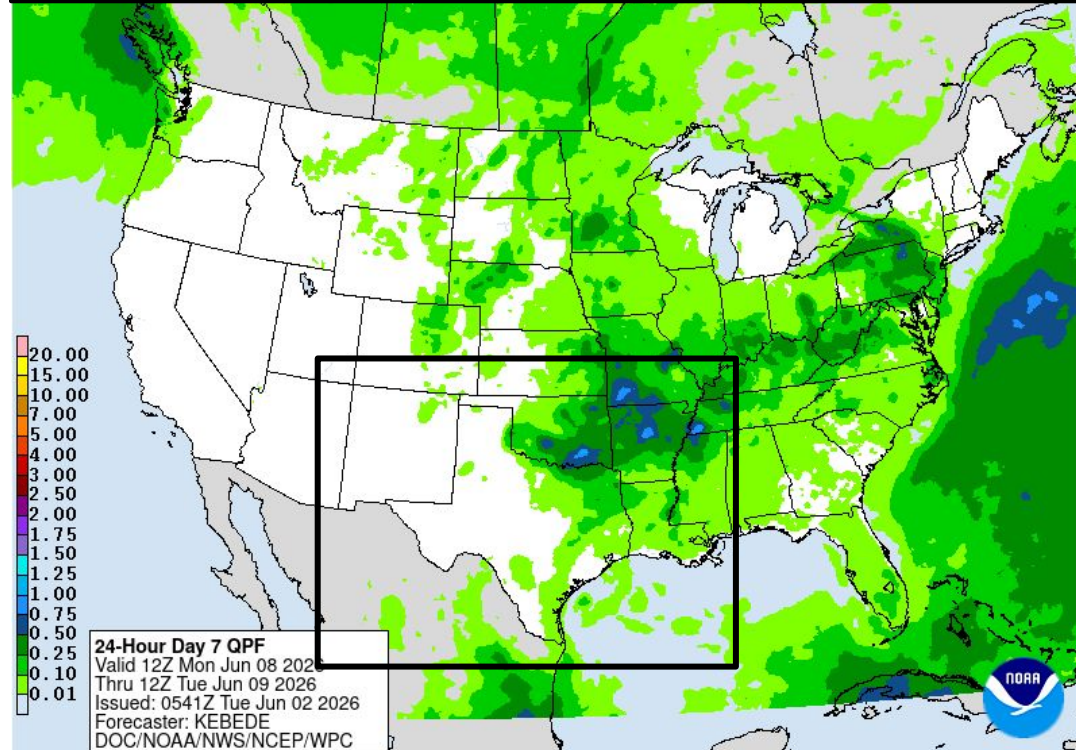 20.00
15.00
10.00
7.00
5.00
4.00
3.00
2.50
2.00
1.75
1.50
1.25
1.00
0.75
0.50
0.25
0.10
0.01
24-Hour Day 7 QPF
Valid 12Z Mon Jun 08 2026
Thru 12Z Tue Jun 09 2026
Issued: 0541Z Tue Jun 02 2026
Forecaster: KEBEDE
DOC/NOAA/NWS/NCEP/WPC
NOAA